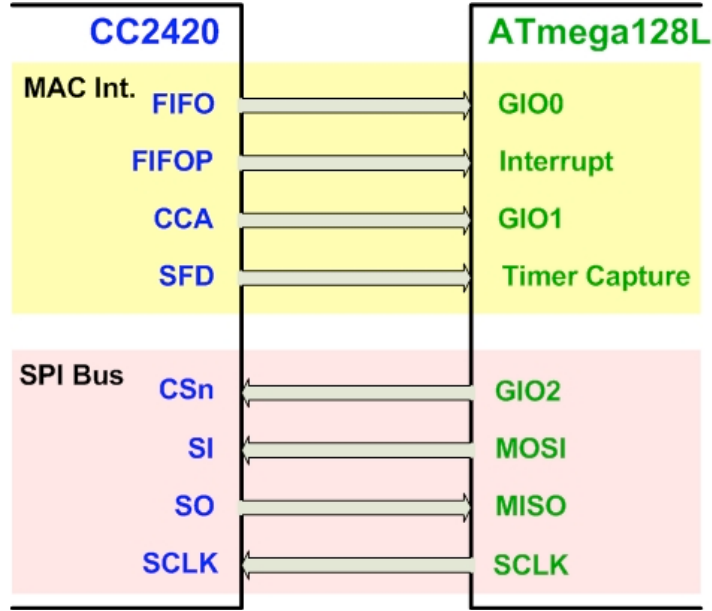 CC2420 ATmega128L
MAC Int.
FIFO GIO0
FIFOP Interrupt
CCA GIO1
SFD Timer Capture
SPI Bus
CSn GIO2
SI MOSI
SO MISO
SCLK SCLK